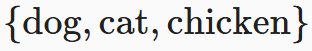 {dog, cat, chicken}